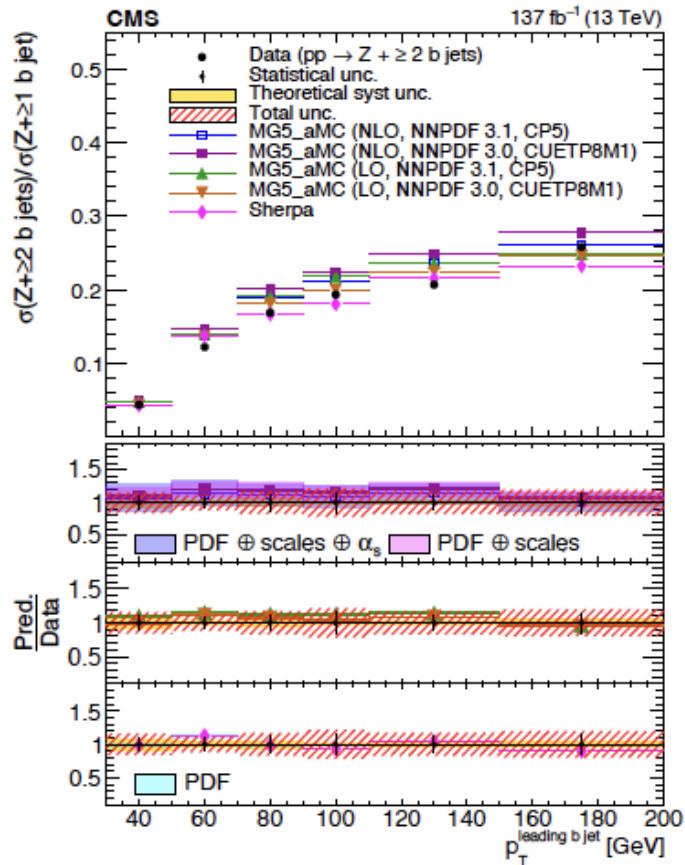 CMS 137 fb⁻¹ (13 TeV)
Data (pp → Z + ≥ 2 b jets)
Statistical unc.
Theoretical syst unc.
Total unc.
MG5_aMC (NLO, NNPDF 3.1, CP5)
MG5_aMC (NLO, NNPDF 3.0, CUETP8M1)
MG5_aMC (LO, NNPDF 3.1, CP5)
MG5_aMC (LO, NNPDF 3.0, CUETP8M1)
Sherpa
σ(Z+≥2 b jets)/σ(Z+≥1 b jet)
0.5
0.4
0.3
0.2
0.1
1.5
1
0.5
PDF ⊕ scales ⊕ αs PDF ⊕ scales
Pred.
Data
1.5
1
0.5
1.5
1
0.5
PDF
40 60 80 100 120 140 160 180 200
p_T^leading b jet [GeV]